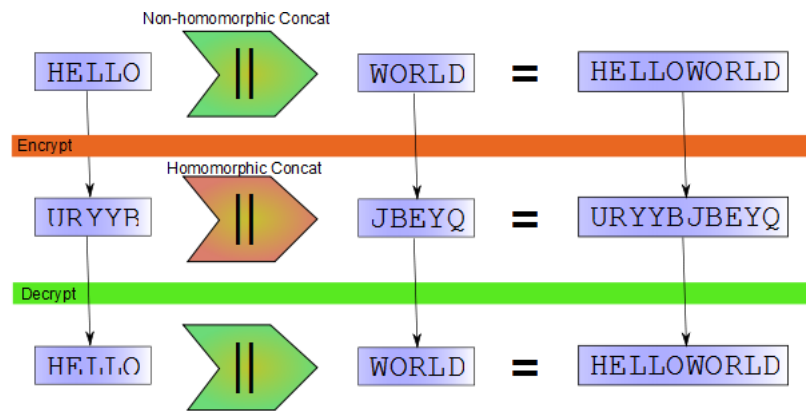 Non-homomorphic Concat
HELLO || WORLD = HELLOWORLD
Encrypt
Homomorphic Concat
URYYB || JBEYQ = URYYBJBEYQ
Decrypt
HELLO || WORLD = HELLOWORLD